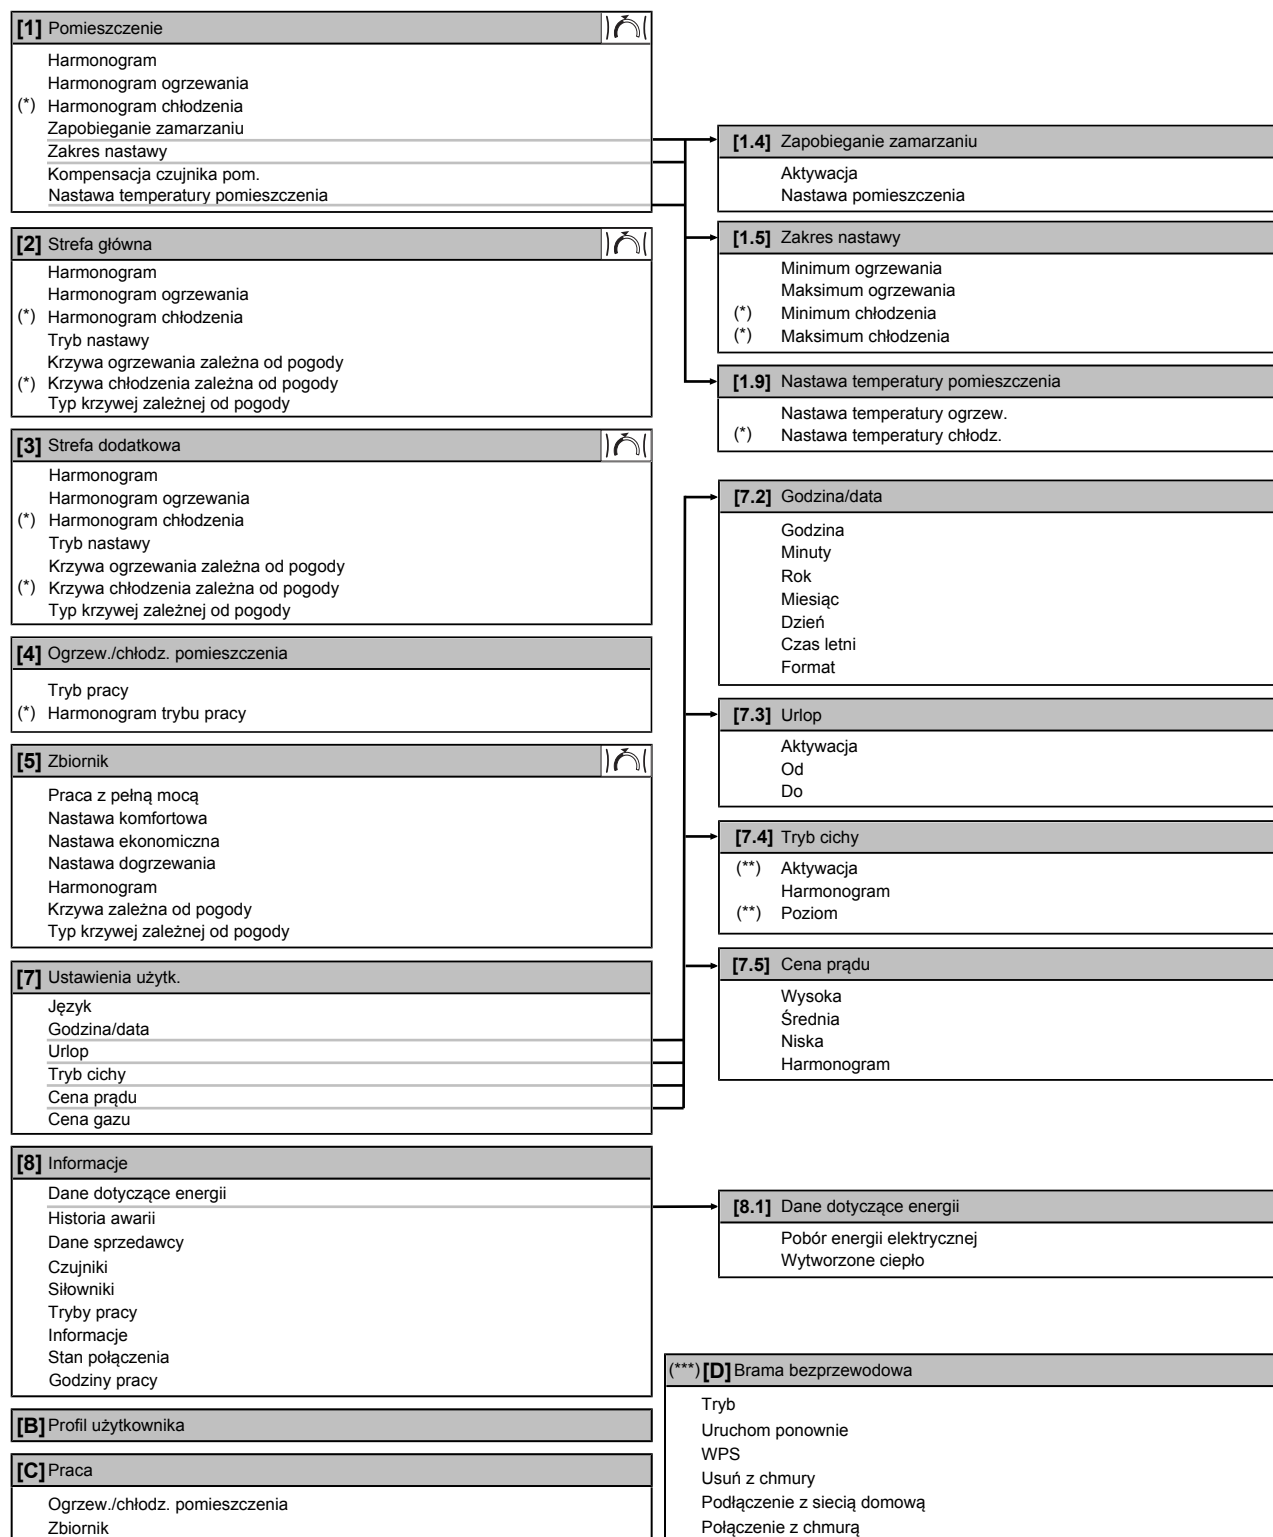 [1] Pomieszczenie
Harmonogram
Harmonogram ogrzewania
(*) Harmonogram chłodzenia
Zapobieganie zamarzaniu
Zakres nastawy
Kompensacja czujnika pom.
Nastawa temperatury pomieszczenia
[2] Strefa główna
Harmonogram
Harmonogram ogrzewania
(*) Harmonogram chłodzenia
Tryb nastawy
Krzywa ogrzewania zależna od pogody
(*) Krzywa chłodzenia zależna od pogody
Typ krzywej zależnej od pogody
[3] Strefa dodatkowa
Harmonogram
Harmonogram ogrzewania
(*) Harmonogram chłodzenia
Tryb nastawy
Krzywa ogrzewania zależna od pogody
(*) Krzywa chłodzenia zależna od pogody
Typ krzywej zależnej od pogody
[4] Ogrzew./chłodz. pomieszczenia
Tryb pracy
(*) Harmonogram trybu pracy
[5] Zbiornik
Praca z pełną mocą
Nastawa komfortowa
Nastawa ekonomiczna
Nastawa dogrzewania
Harmonogram
Krzywa zależna od pogody
Typ krzywej zależnej od pogody
[7] Ustawienia użytk.
Język
Godzina/data
Urlop
Tryb cichy
Cena prądu
Cena gazu
[8] Informacje
Dane dotyczące energii
Historia awarii
Dane sprzedawcy
Czujniki
Siłowniki
Tryby pracy
Informacje
Stan połączenia
Godziny pracy
[B] Profil użytkownika
[C] Praca
Ogrzew./chłodz. pomieszczenia
Zbiornik
[1.4] Zapobieganie zamarzaniu
Aktywacja
Nastawa pomieszczenia
[1.5] Zakres nastawy
Minimum ogrzewania
Maksimum ogrzewania
(*) Minimum chłodzenia
(*) Maksimum chłodzenia
[1.9] Nastawa temperatury pomieszczenia
Nastawa temperatury ogrzew.
(*) Nastawa temperatury chłodz.
[7.2] Godzina/data
Godzina
Minuty
Rok
Miesiąc
Dzień
Czas letni
Format
[7.3] Urlop
Aktywacja
Od
Do
[7.4] Tryb cichy
(**) Aktywacja
Harmonogram
(**) Poziom
[7.5] Cena prądu
Wysoka
Średnia
Niska
Harmonogram
[8.1] Dane dotyczące energii
Pobór energii elektrycznej
Wytworzone ciepło
(***) [D] Brama bezprzewodowa
Tryb
Uruchom ponownie
WPS
Usuń z chmury
Podłączenie z siecią domową
Połączenie z chmurą